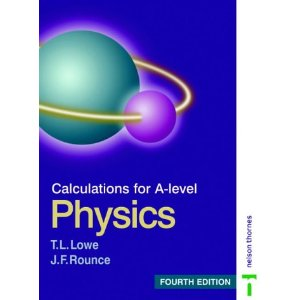 Calculations for A-level
Physics
T.L. Lowe
J.F. Rounce
FOURTH EDITION
nelson thornes